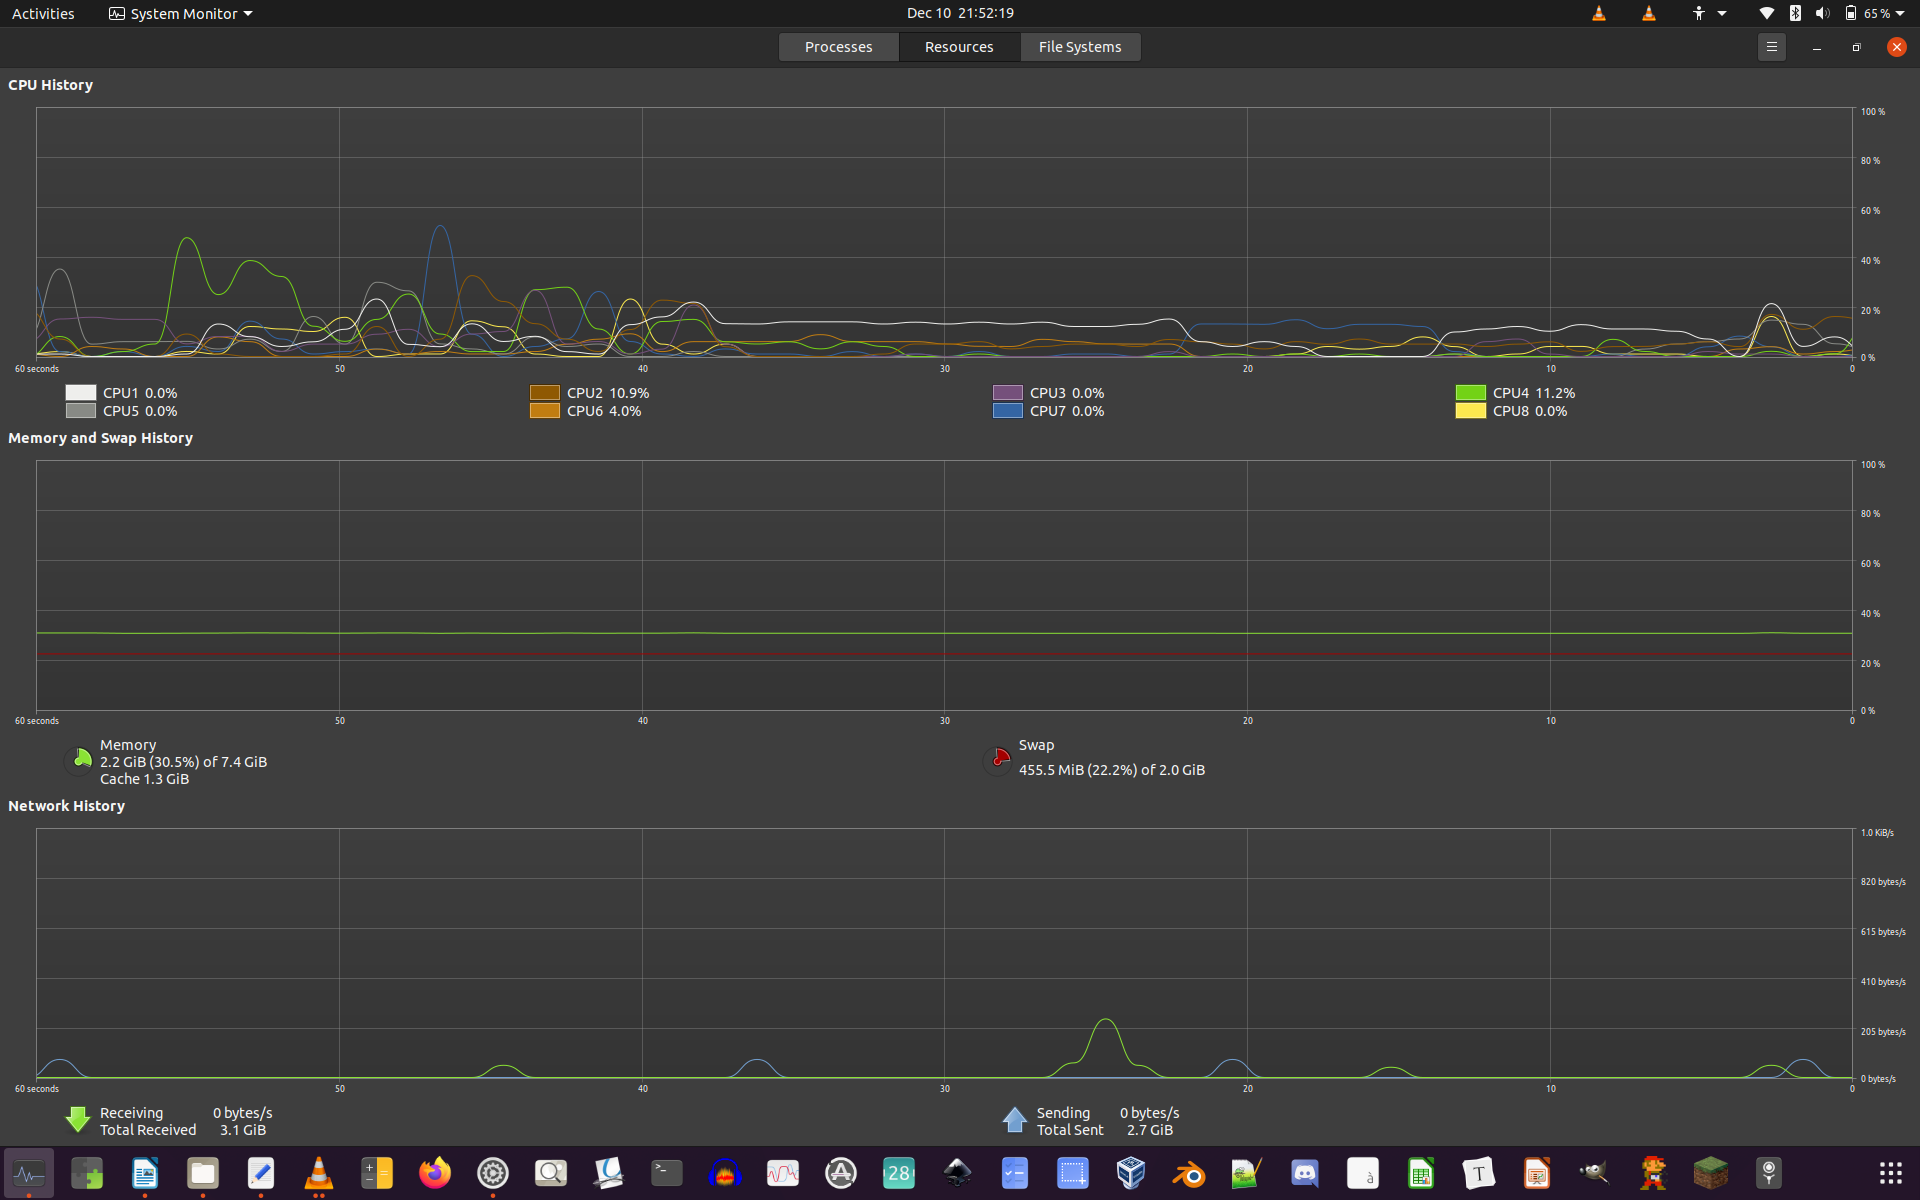 Activities System Monitor Dec 10 21:52:19 65 %
Processes Resources File Systems
CPU History
100 %
80 %
60 %
40 %
20 %
0 %
60 seconds 50 40 30 20 10 0
CPU1 0.0% CPU2 10.9% CPU3 0.0% CPU4 11.2%
CPU5 0.0% CPU6 4.0% CPU7 0.0% CPU8 0.0%
Memory and Swap History
100 %
80 %
60 %
40 %
20 %
0 %
60 seconds 50 40 30 20 10 0
Memory
2.2 GiB (30.5%) of 7.4 GiB
Cache 1.3 GiB
Swap
455.5 MiB (22.2%) of 2.0 GiB
Network History
1.0 KiB/s
820 bytes/s
615 bytes/s
410 bytes/s
205 bytes/s
0 bytes/s
60 seconds 50 40 30 20 10 0
Receiving 0 bytes/s
Total Received 3.1 GiB
Sending 0 bytes/s
Total Sent 2.7 GiB
28
à
T